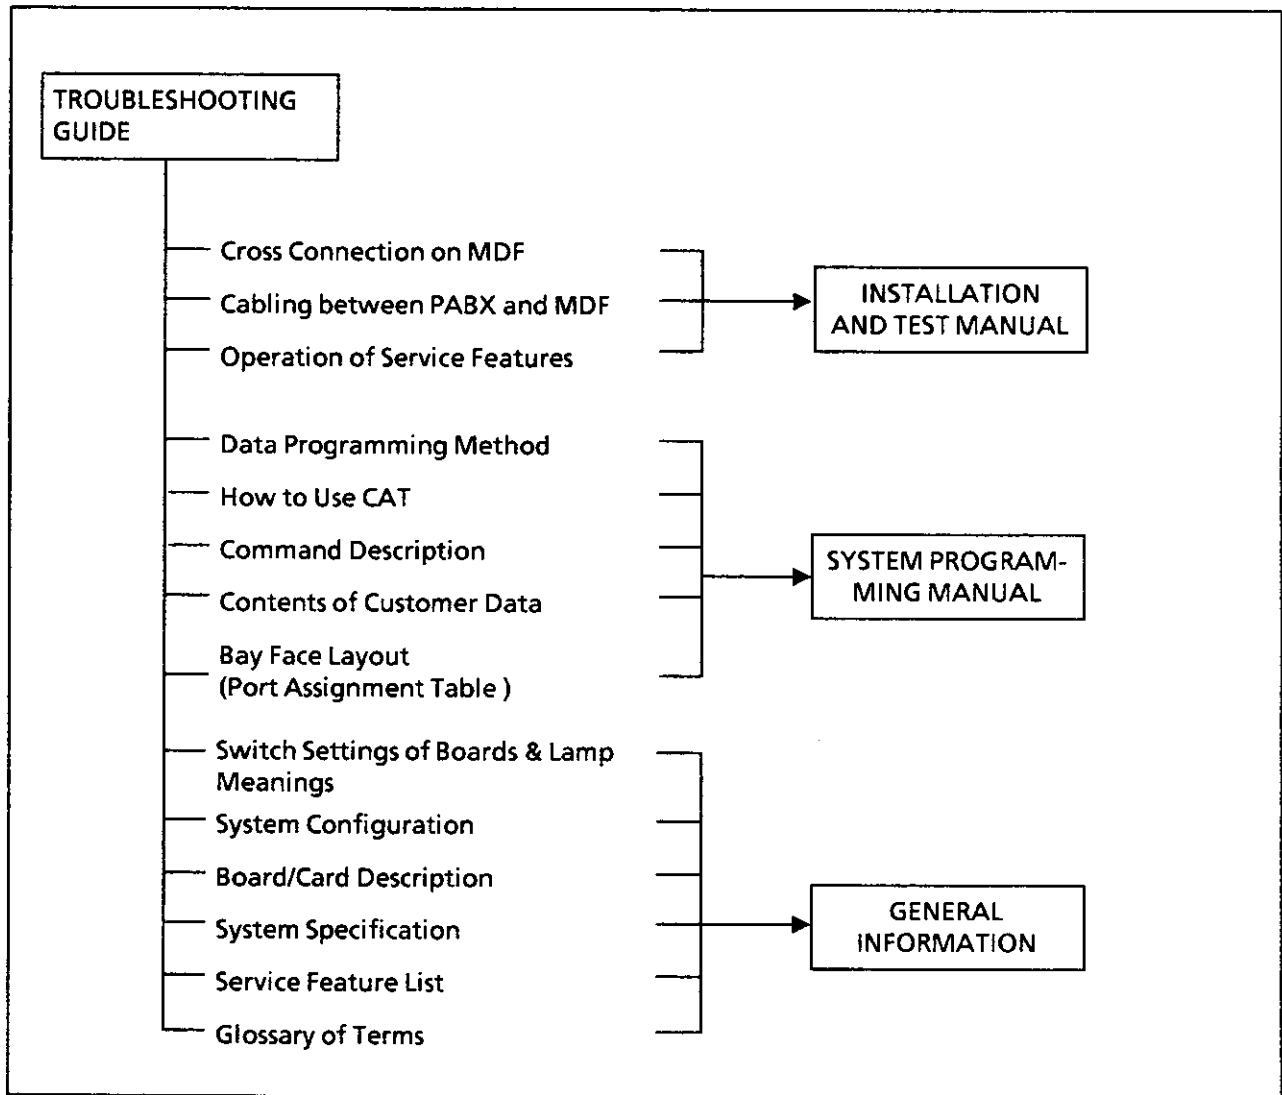 TROUBLESHOOTING
GUIDE
Cross Connection on MDF
Cabling between PABX and MDF
Operation of Service Features
INSTALLATION
AND TEST MANUAL
Data Programming Method
How to Use CAT
Command Description
Contents of Customer Data
Bay Face Layout
(Port Assignment Table )
SYSTEM PROGRAM-
MING MANUAL
Switch Settings of Boards & Lamp
Meanings
System Configuration
Board/Card Description
System Specification
Service Feature List
Glossary of Terms
GENERAL
INFORMATION